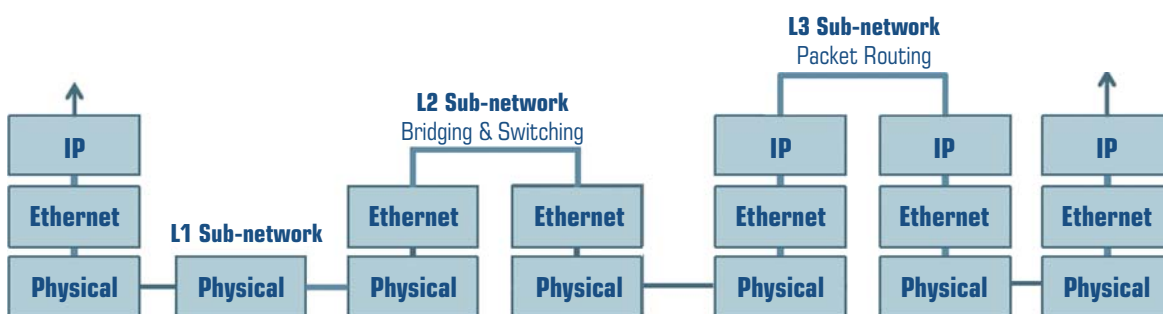 L3 Sub-network
Packet Routing
L2 Sub-network
Bridging & Switching
IP
IP
IP
IP
Ethernet
Ethernet
Ethernet
Ethernet
Ethernet
Ethernet
L1 Sub-network
Physical
Physical
Physical
Physical
Physical
Physical
Physical